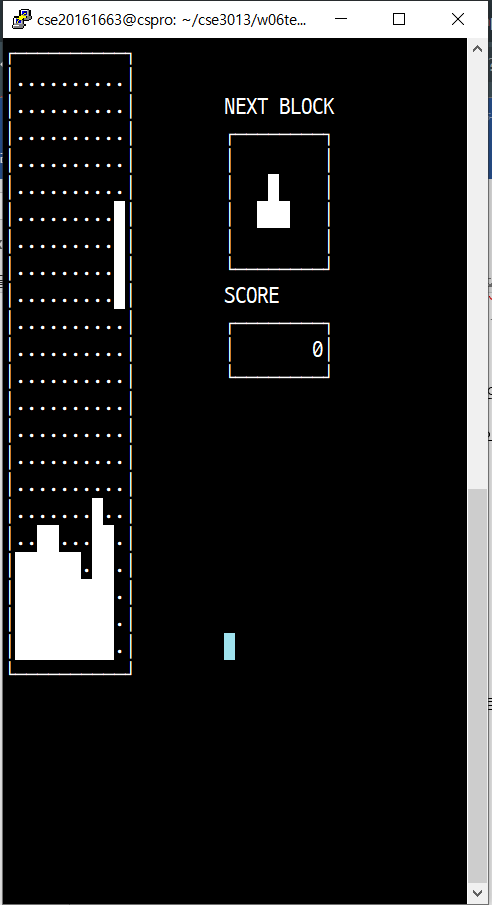 cse20161663@cspro: ~/cse3013/w06te...
NEXT BLOCK
SCORE
0